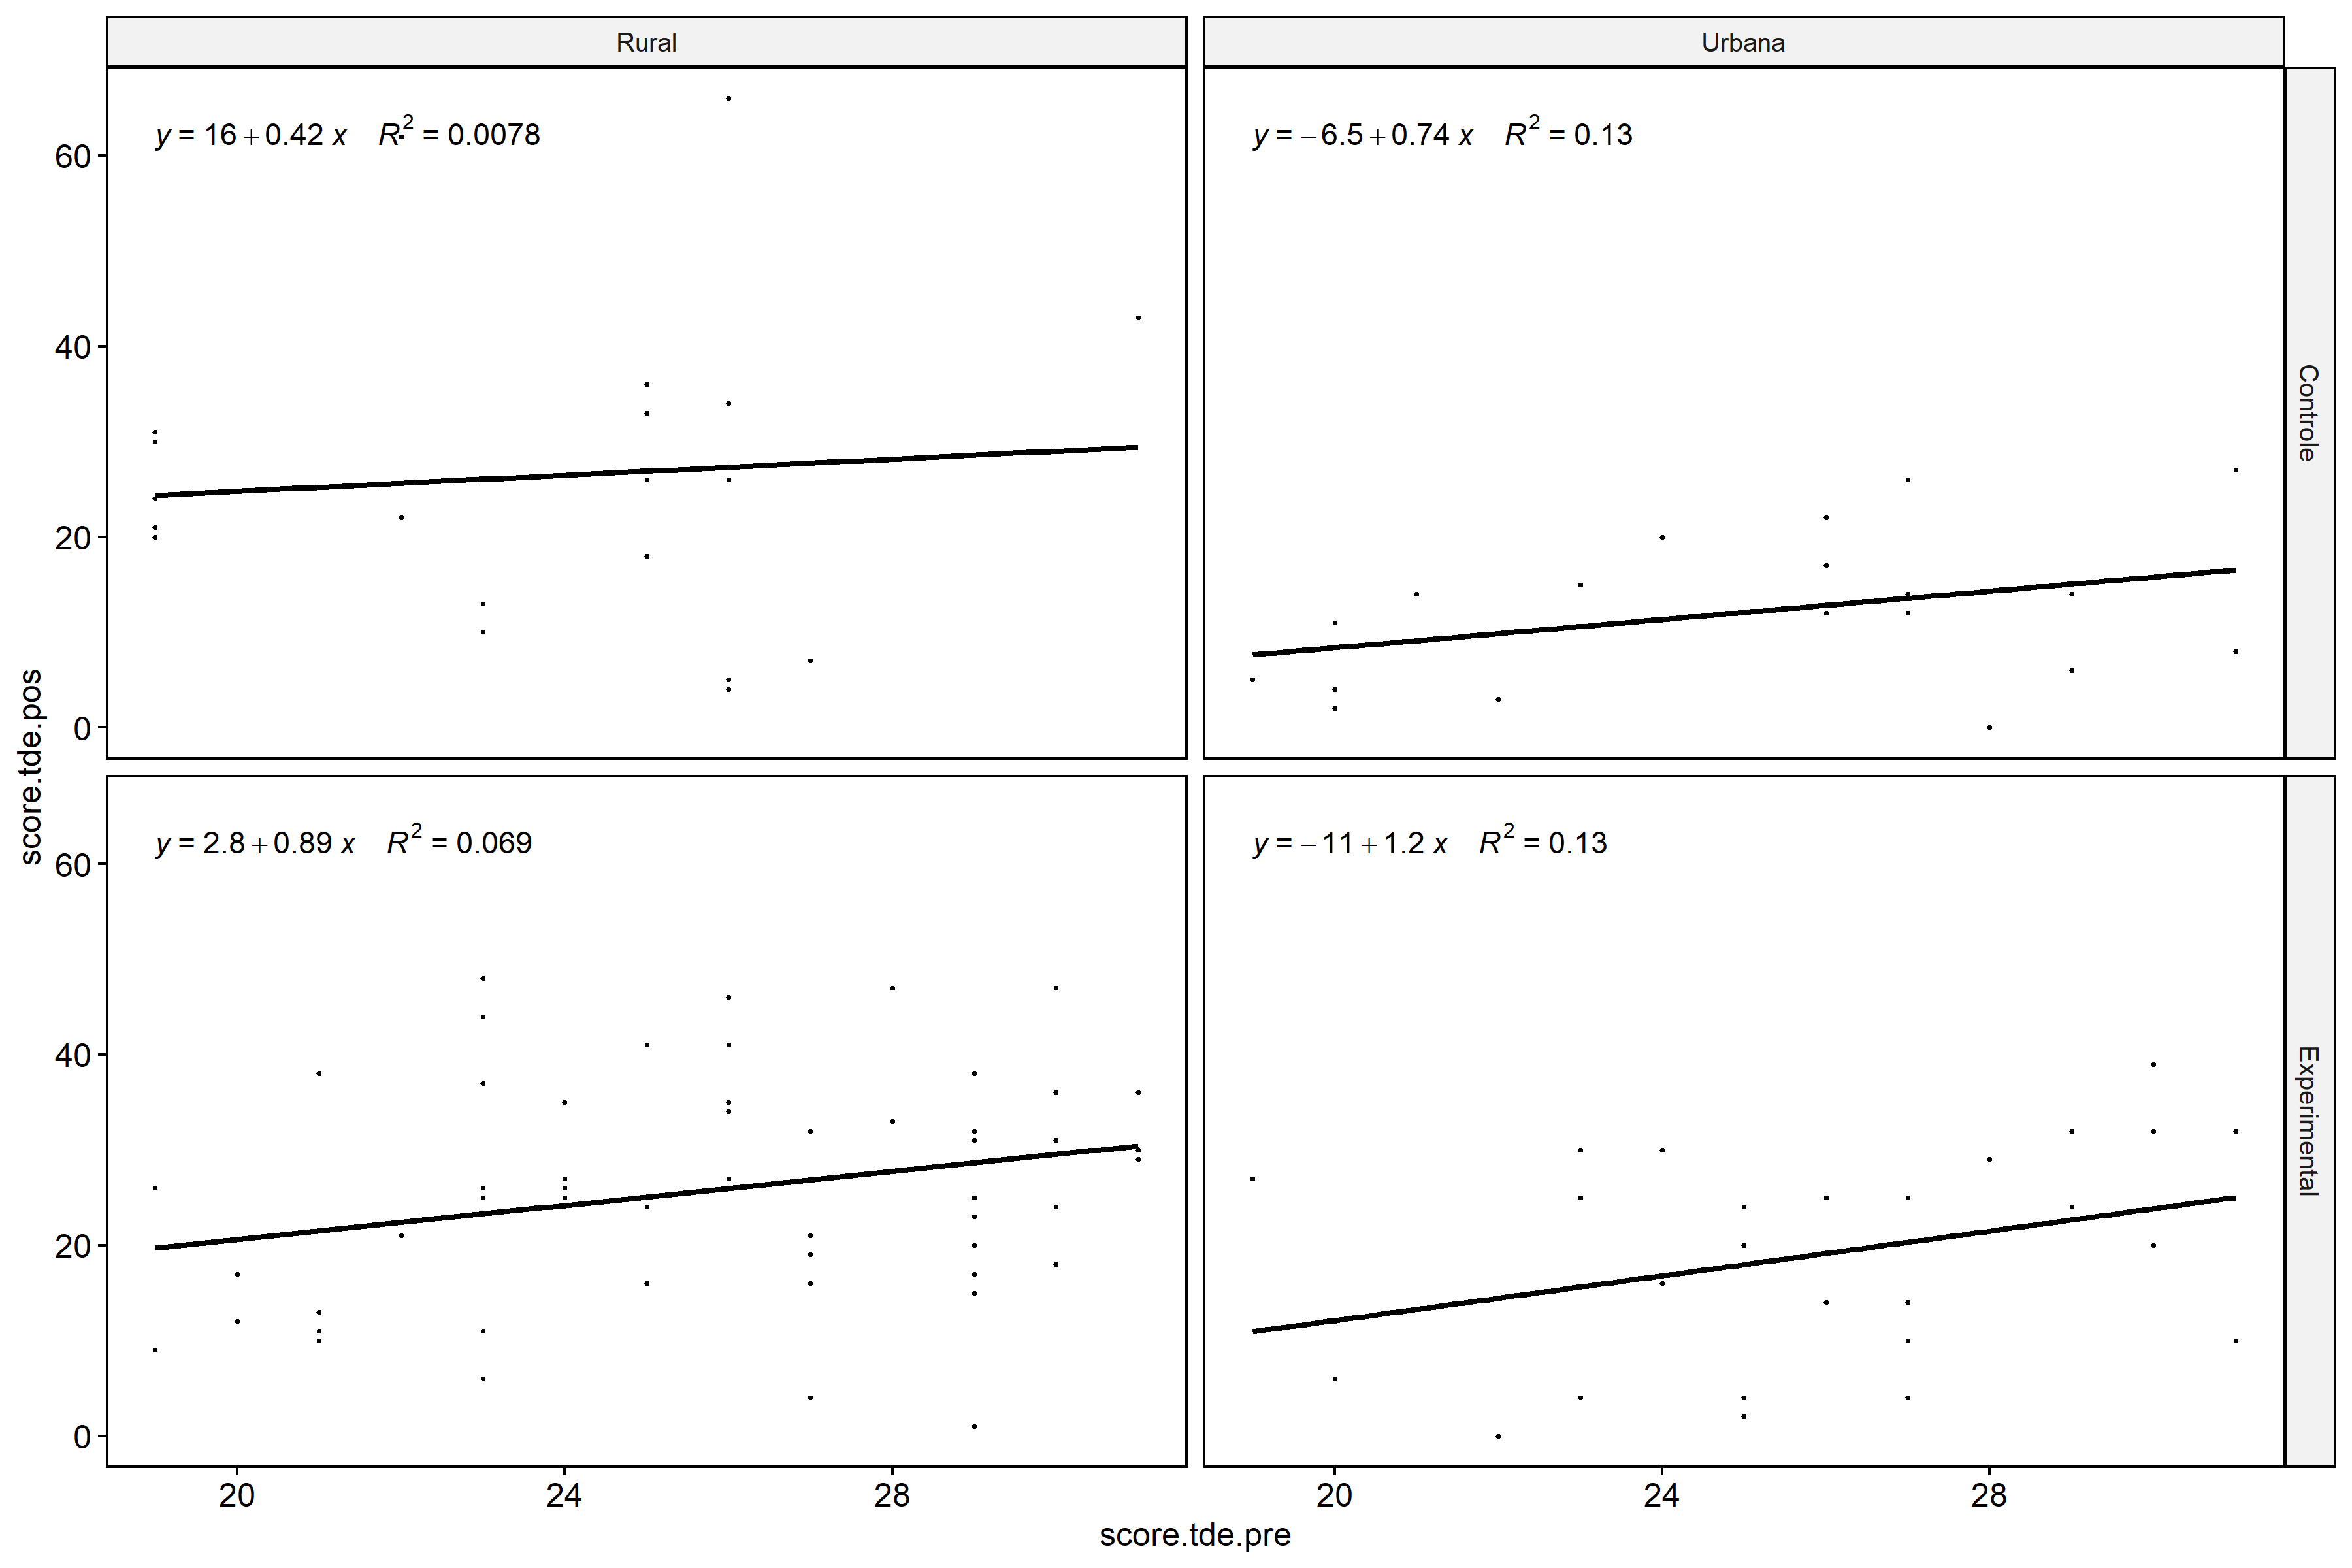 Rural
Urbana
y = 16 + 0.42 x R² = 0.0078
y = −6.5 + 0.74 x R² = 0.13
60
40
20
0
Controle
score.tde.pos
y = 2.8 + 0.89 x R² = 0.069
y = −11 + 1.2 x R² = 0.13
60
40
20
0
Experimental
20 24 28
20 24 28
score.tde.pre